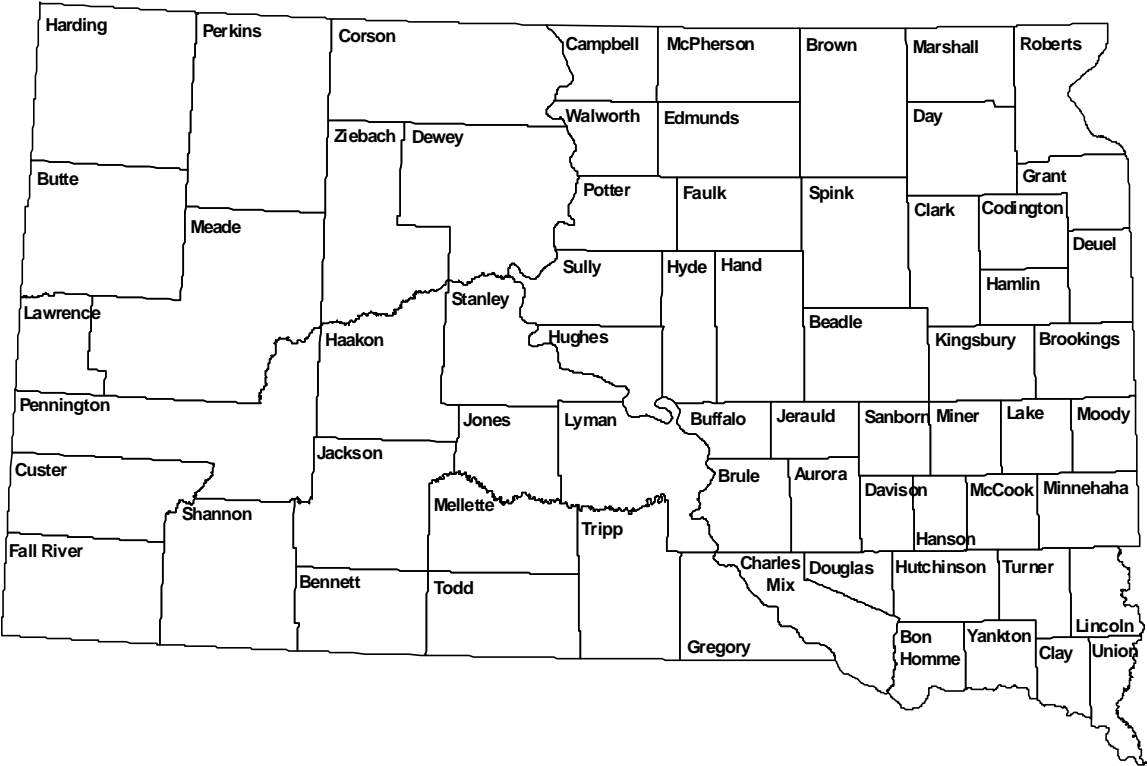 Harding
Perkins
Corson
Campbell
McPherson
Brown
Marshall
Roberts
Ziebach
Dewey
Walworth
Edmunds
Day
Butte
Meade
Potter
Faulk
Spink
Clark
Grant
Codington
Deuel
Lawrence
Stanley
Sully
Hyde
Hand
Hamlin
Haakon
Hughes
Beadle
Kingsbury
Brookings
Pennington
Jones
Lyman
Buffalo
Jerauld
Sanborn
Miner
Lake
Moody
Custer
Jackson
Mellette
Brule
Aurora
Davison
Hanson
McCook
Minnehaha
Shannon
Tripp
Fall River
Bennett
Todd
Gregory
Charles
Mix
Douglas
Hutchinson
Turner
Lincoln
Bon
Homme
Yankton
Clay
Union